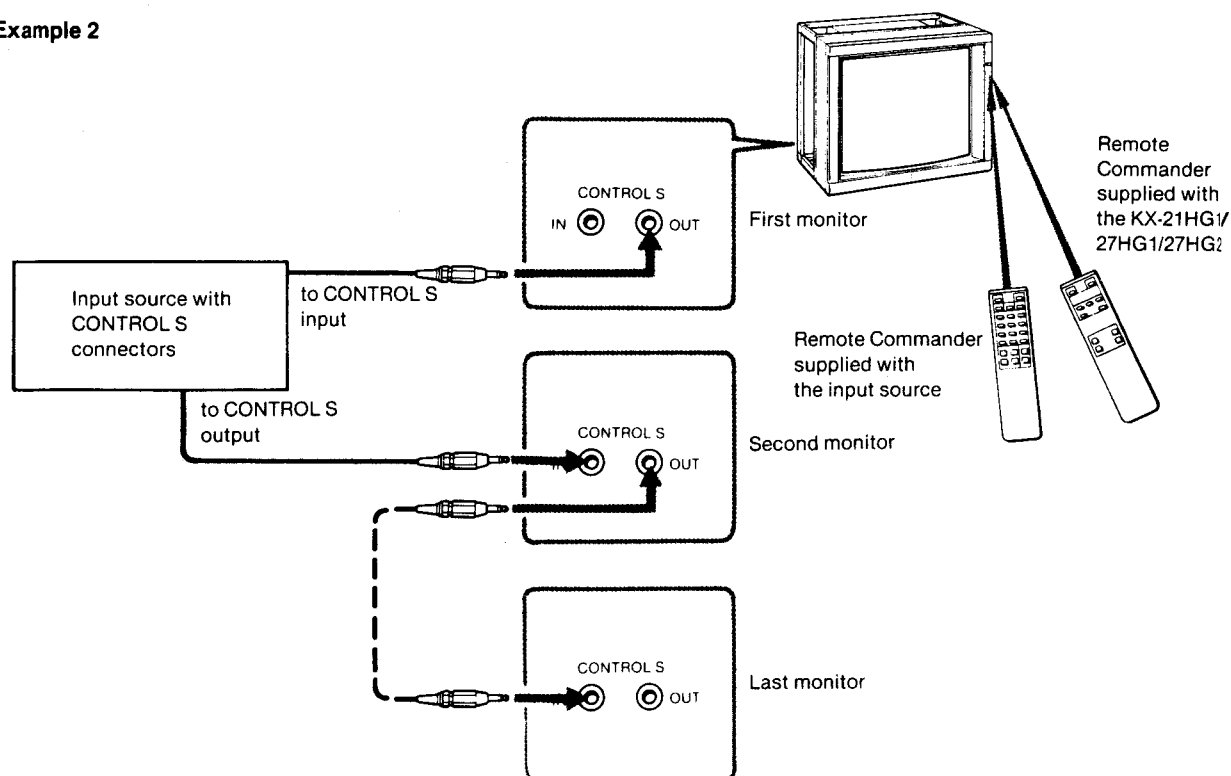 Example 2
Remote
Commander
supplied with
the KX-21HG1/
27HG1/27HG2
CONTROL S
IN
OUT
First monitor
Input source with
CONTROL S
connectors
to CONTROL S
input
Remote Commander
supplied with
the input source
to CONTROL S
output
CONTROL S
OUT
Second monitor
CONTROL S
OUT
Last monitor